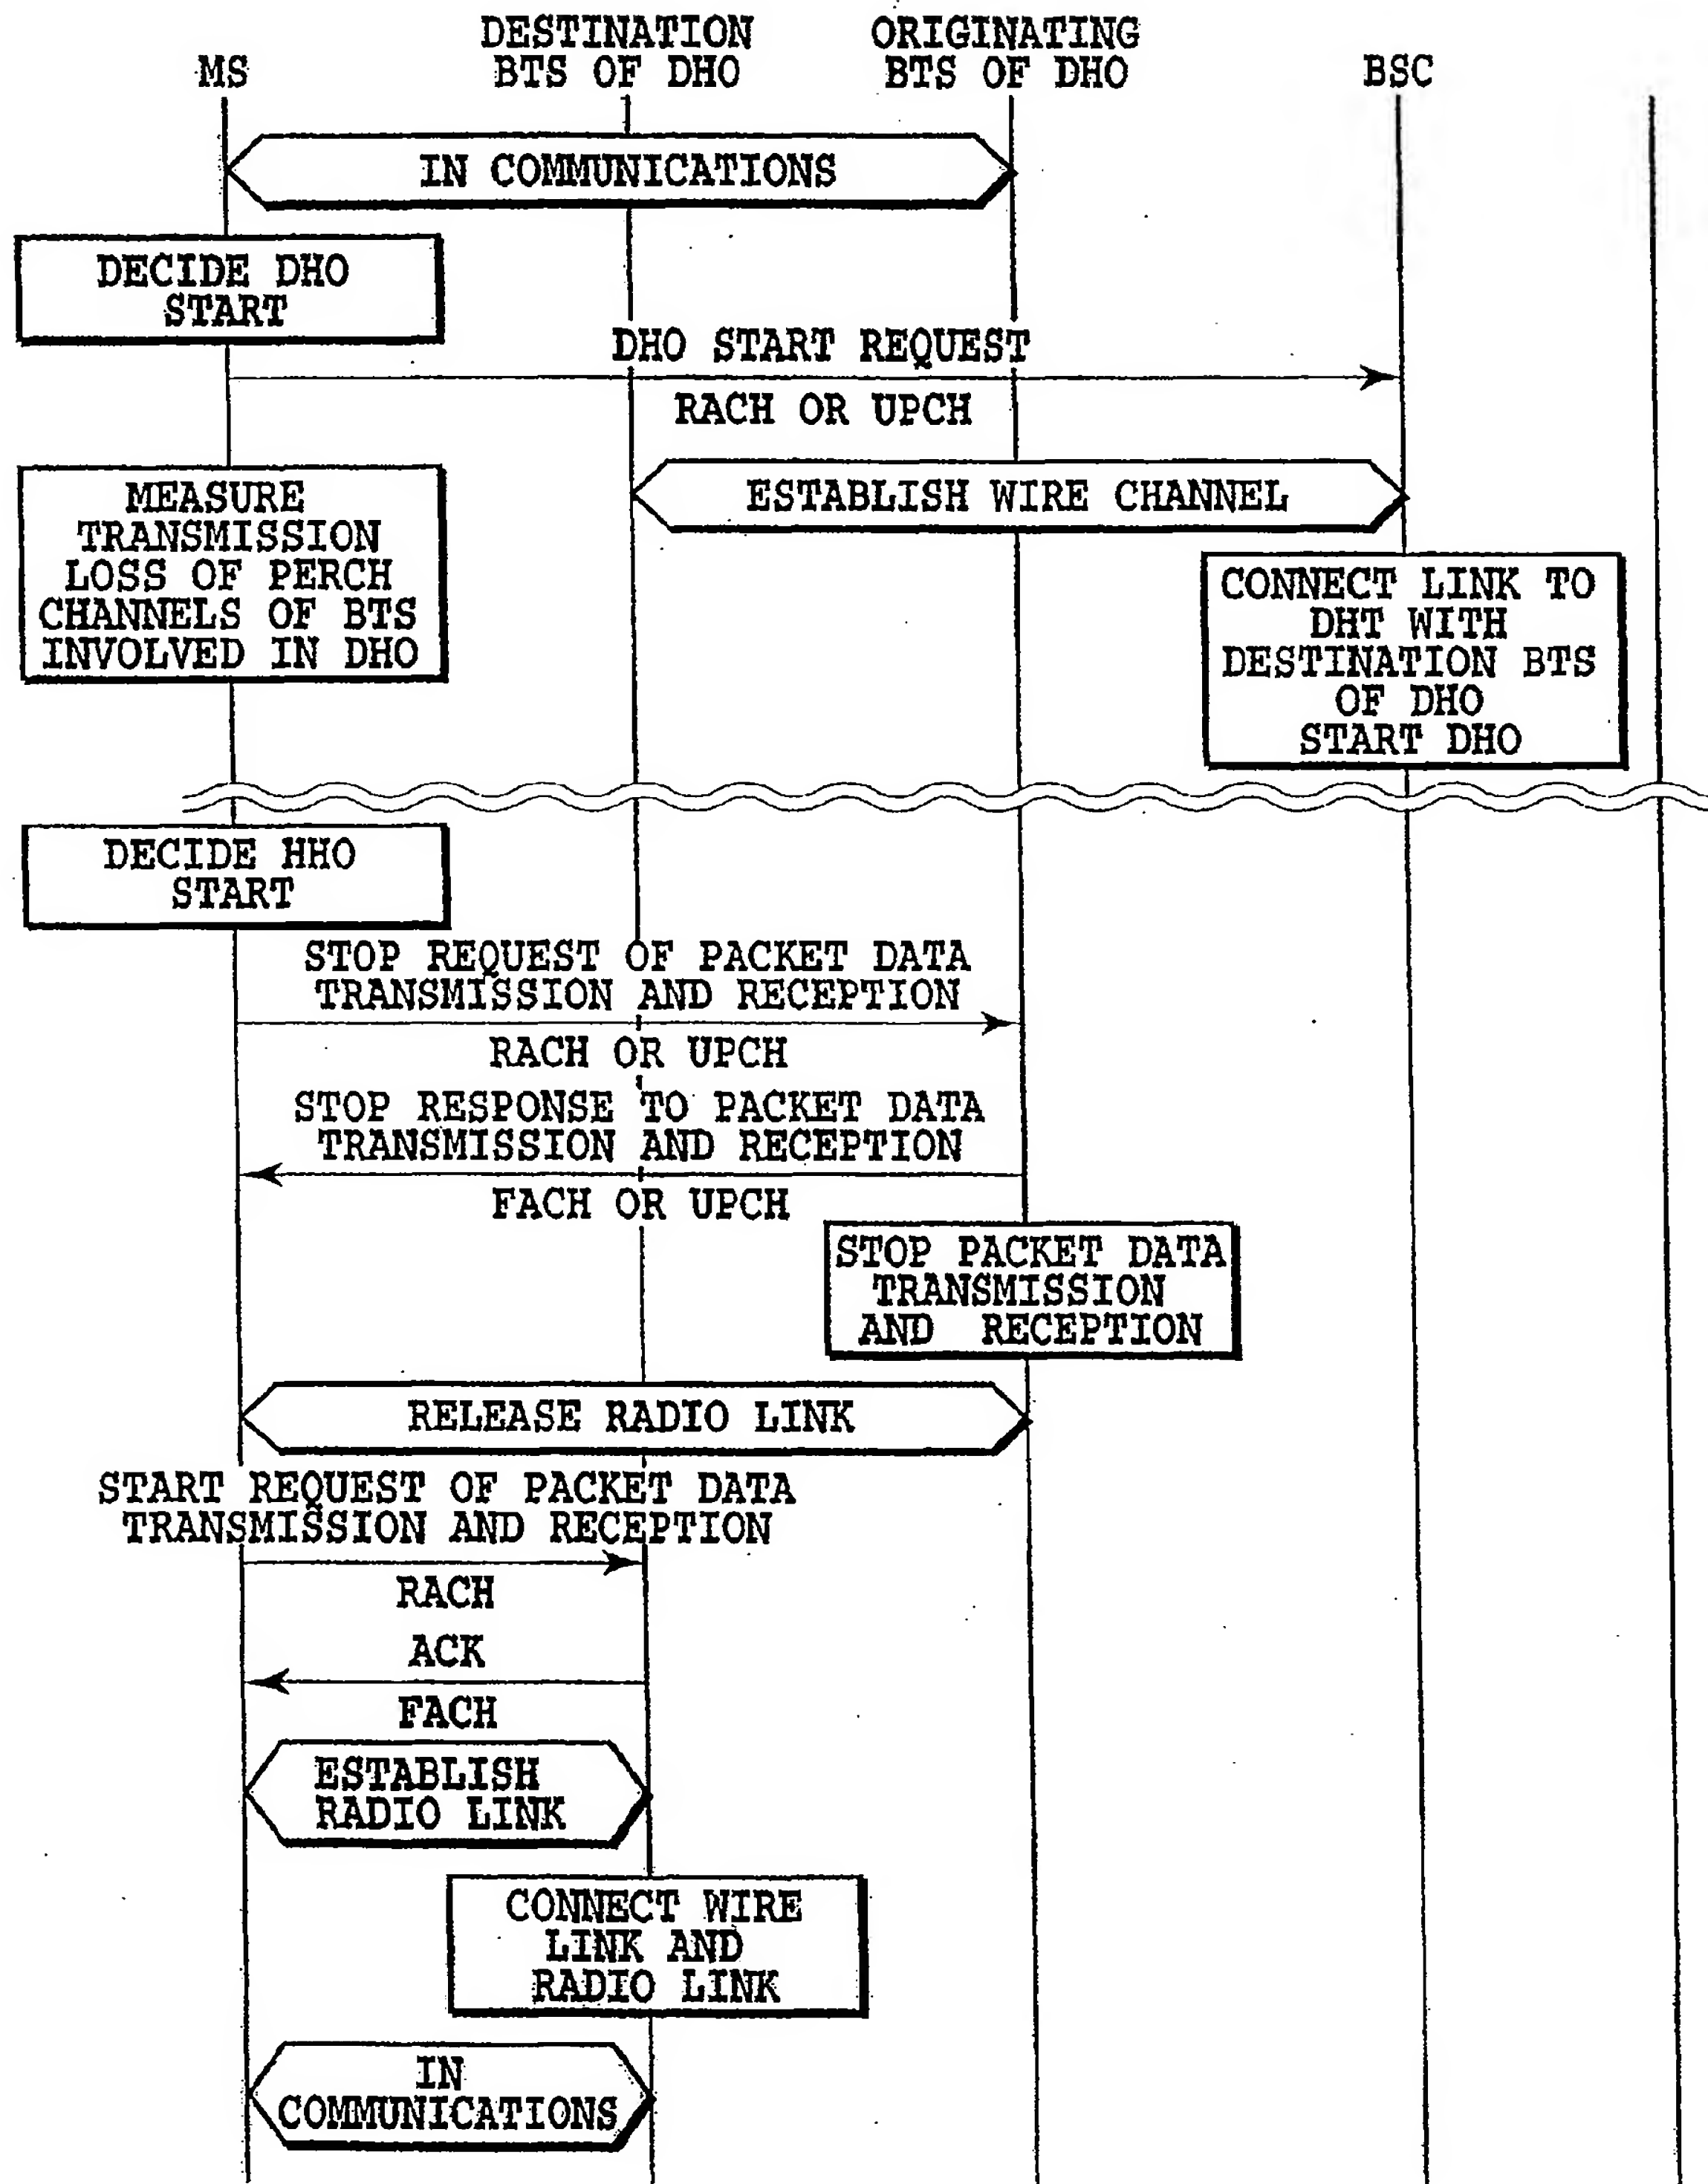 MS
DESTINATION
BTS OF DHO
ORIGINATING
BTS OF DHO
BSC
IN COMMUNICATIONS
DECIDE DHO
START
DHO START REQUEST
RACH OR UPCH
ESTABLISH WIRE CHANNEL
MEASURE
TRANSMISSION
LOSS OF PERCH
CHANNELS OF BTS
INVOLVED IN DHO
CONNECT LINK TO
DHT WITH
DESTINATION BTS
OF DHO
START DHO
DECIDE HHO
START
STOP REQUEST OF PACKET DATA
TRANSMISSION AND RECEPTION
RACH OR UPCH
STOP RESPONSE TO PACKET DATA
TRANSMISSION AND RECEPTION
FACH OR UPCH
STOP PACKET DATA
TRANSMISSION
AND RECEPTION
RELEASE RADIO LINK
START REQUEST OF PACKET DATA
TRANSMISSION AND RECEPTION
RACH
ACK
FACH
ESTABLISH
RADIO LINK
CONNECT WIRE
LINK AND
RADIO LINK
IN
COMMUNICATIONS